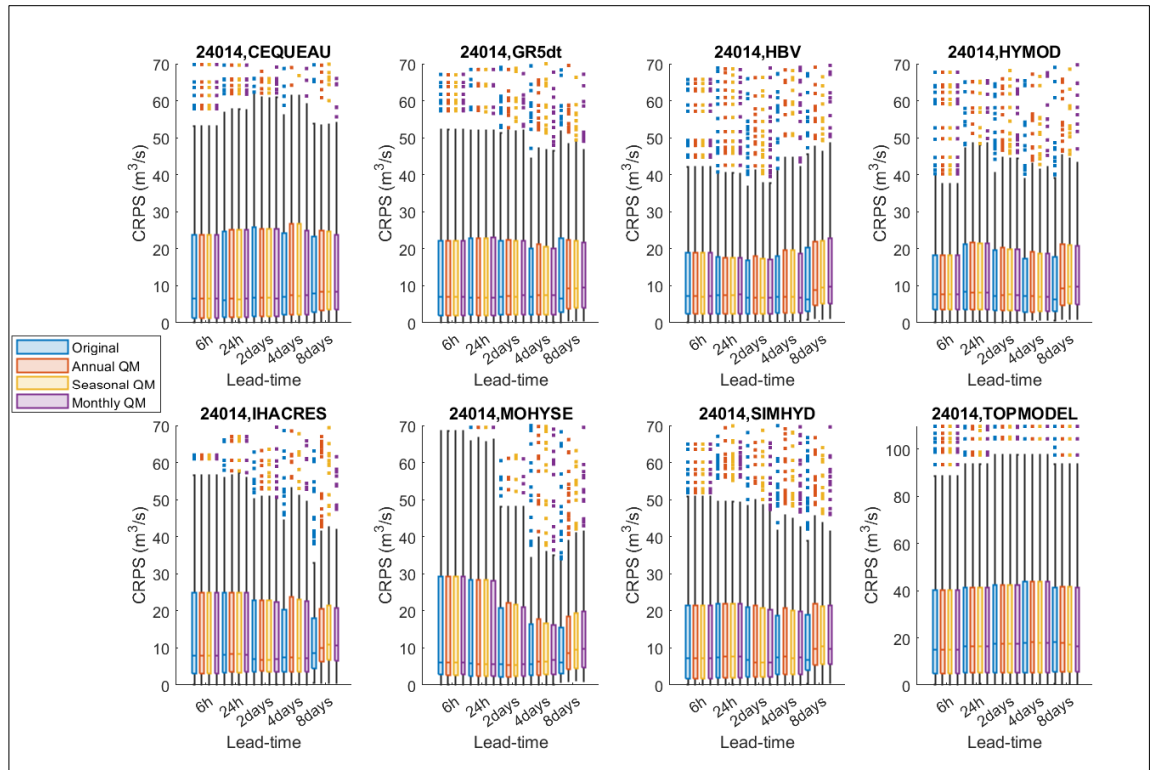 24014,CEQUEAU
70
60
50
40
30
20
10
0
CRPS (m³/s)
6h
24h
2days
4days
8days
Lead-time
24014,GR5dt
70
60
50
40
30
20
10
0
CRPS (m³/s)
6h
24h
2days
4days
8days
Lead-time
24014,HBV
70
60
50
40
30
20
10
0
CRPS (m³/s)
6h
24h
2days
4days
8days
Lead-time
24014,HYMOD
70
60
50
40
30
20
10
0
CRPS (m³/s)
6h
24h
2days
4days
8days
Lead-time
Original
Annual QM
Seasonal QM
Monthly QM
24014,IHACRES
70
60
50
40
30
20
10
0
CRPS (m³/s)
6h
24h
2days
4days
8days
Lead-time
24014,MOHYSE
70
60
50
40
30
20
10
0
CRPS (m³/s)
6h
24h
2days
4days
8days
Lead-time
24014,SIMHYD
70
60
50
40
30
20
10
0
CRPS (m³/s)
6h
24h
2days
4days
8days
Lead-time
24014,TOPMODEL
100
80
60
40
20
0
CRPS (m³/s)
6h
24h
2days
4days
8days
Lead-time